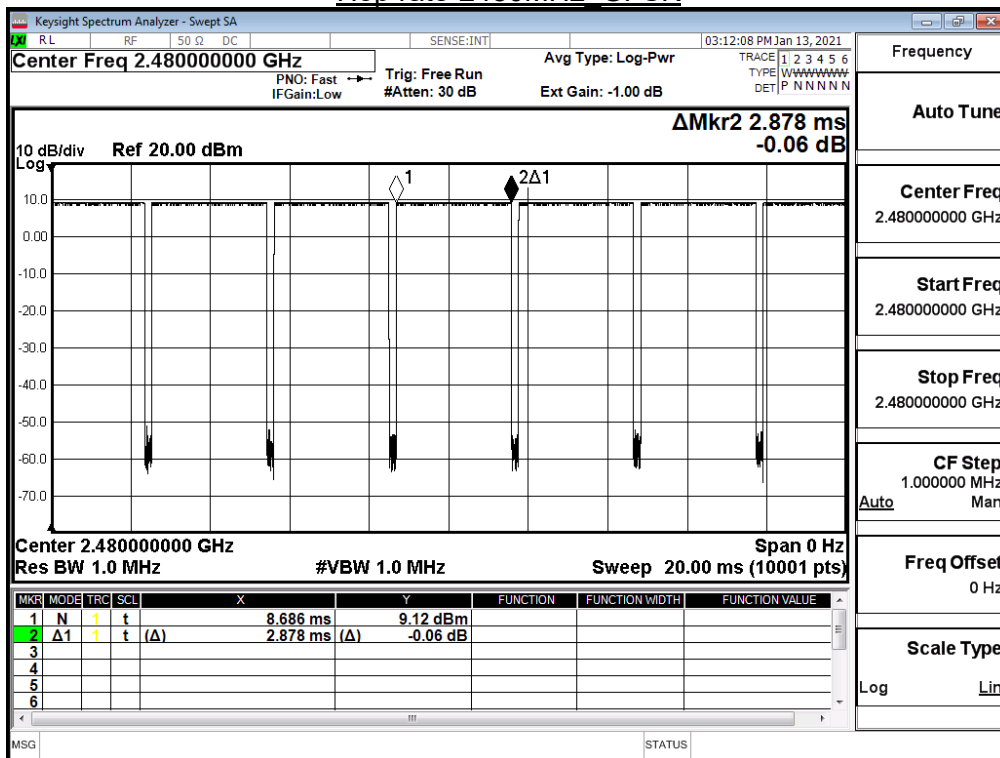 Keysight Spectrum Analyzer - Swept SA
LXI RL RF 50 Ω DC SENSE:INT 03:12:08 PM Jan 13, 2021
Center Freq 2.480000000 GHz
PNO: Fast
IFGain:Low
Trig: Free Run
#Atten: 30 dB
Avg Type: Log-Pwr
Ext Gain: -1.00 dB
TRACE 1 2 3 4 5 6
TYPE WWWWWW
DET P N N N N N
ΔMkr2 2.878 ms
-0.06 dB
10 dB/div Ref 20.00 dBm
Log
1
2Δ1
10.0
0.00
-10.0
-20.0
-30.0
-40.0
-50.0
-60.0
-70.0
Center 2.480000000 GHz Span 0 Hz
Res BW 1.0 MHz #VBW 1.0 MHz Sweep 20.00 ms (10001 pts)
MKR MODE TRC SCL X Y FUNCTION FUNCTION WIDTH FUNCTION VALUE
1 N 1 t 8.686 ms 9.12 dBm
2 Δ1 1 t (Δ) 2.878 ms (Δ) -0.06 dB
3
4
5
6
MSG STATUS
Frequency
Auto Tune
Center Freq
2.480000000 GHz
Start Freq
2.480000000 GHz
Stop Freq
2.480000000 GHz
CF Step
1.000000 MHz
Auto Man
Freq Offset
0 Hz
Scale Type
Log Lin